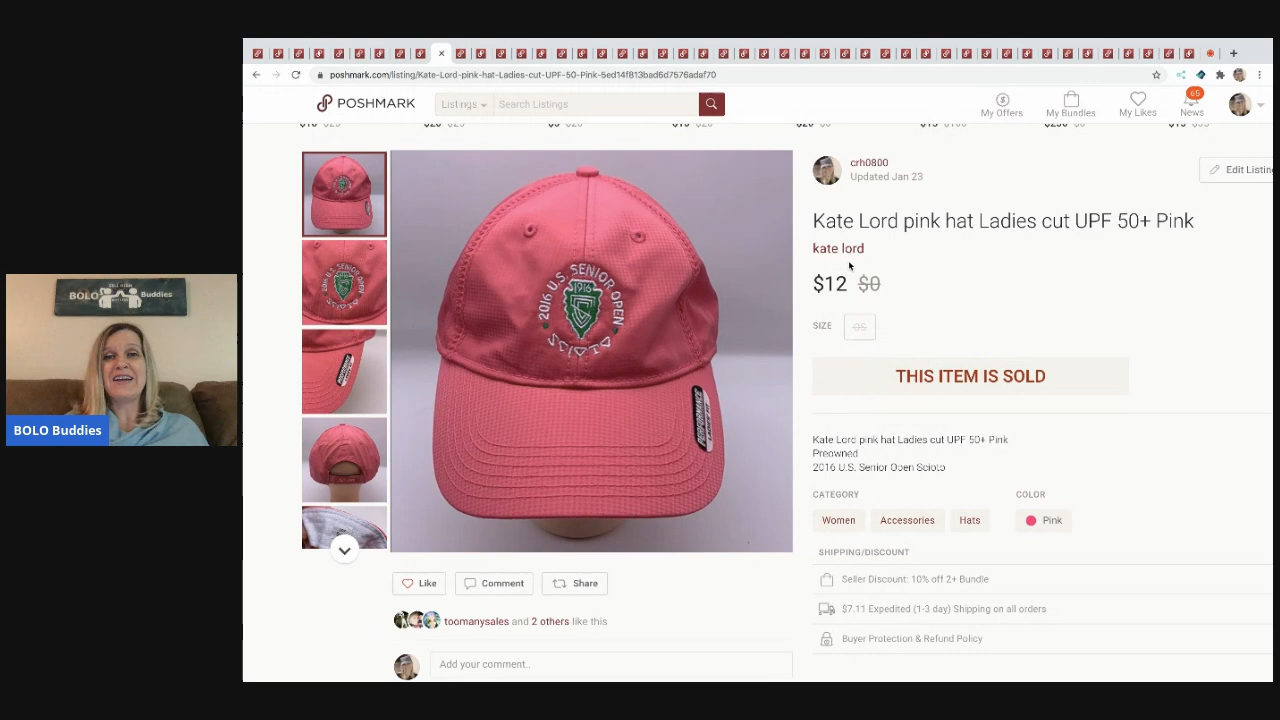 poshmark.com/listing/Kate-Lord-pink-hat-Ladies-cut-UPF-50-Pink-5ed14f813bad6d7576adaf70
POSHMARK
Listings
Search Listings
My Offers
My Bundles
My Likes
65
News
crh0800
Updated Jan 23
Edit Listin
Kate Lord pink hat Ladies cut UPF 50+ Pink
kate lord
$12 $0
SIZE OS
THIS ITEM IS SOLD
Kate Lord pink hat Ladies cut UPF 50+ Pink
Preowned
2016 U.S. Senior Open Scioto
CATEGORY
COLOR
Women
Accessories
Hats
Pink
SHIPPING/DISCOUNT
Seller Discount: 10% off 2+ Bundle
$7.11 Expedited (1-3 day) Shipping on all orders
Buyer Protection & Refund Policy
2016 U.S. SENIOR OPEN
1916
SCIOTO
PERFORMANCE
Like
Comment
Share
toomanysales and 2 others like this
Add your comment..
BOLO Buddies
BOLO Buddies